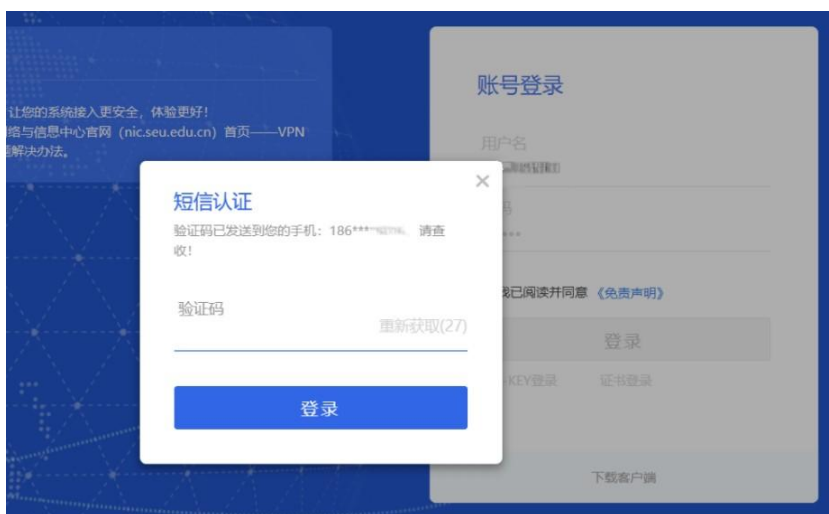 让您的系统接入更安全，体验更好！
络与信息中心官网（nic.seu.edu.cn）首页——VPN
解决办法。
账号登录
用户名
短信认证
验证码已发送到您的手机：186***
请查
收！
验证码
重新获取(27)
登录
我已阅读并同意《免责声明》
登录
-KEY登录 证书登录
下载客户端